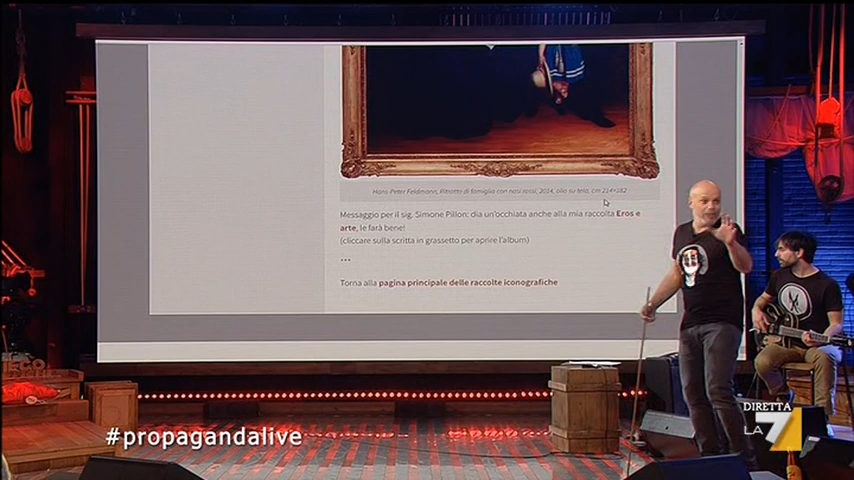 Hans Peter Feldmann, Ritratto di famiglia con nasi rossi, 2014, olio su tela, cm 214×182
Messaggio per il sig. Simone Pillon: dia un'occhiata anche alla mia raccolta Eros e
arte, le farà bene!
(cliccare sulla scritta in grassetto per aprire l'album)
...
Torna alla pagina principale delle raccolte iconografiche
#propagandalive
DIRETTA
LA7